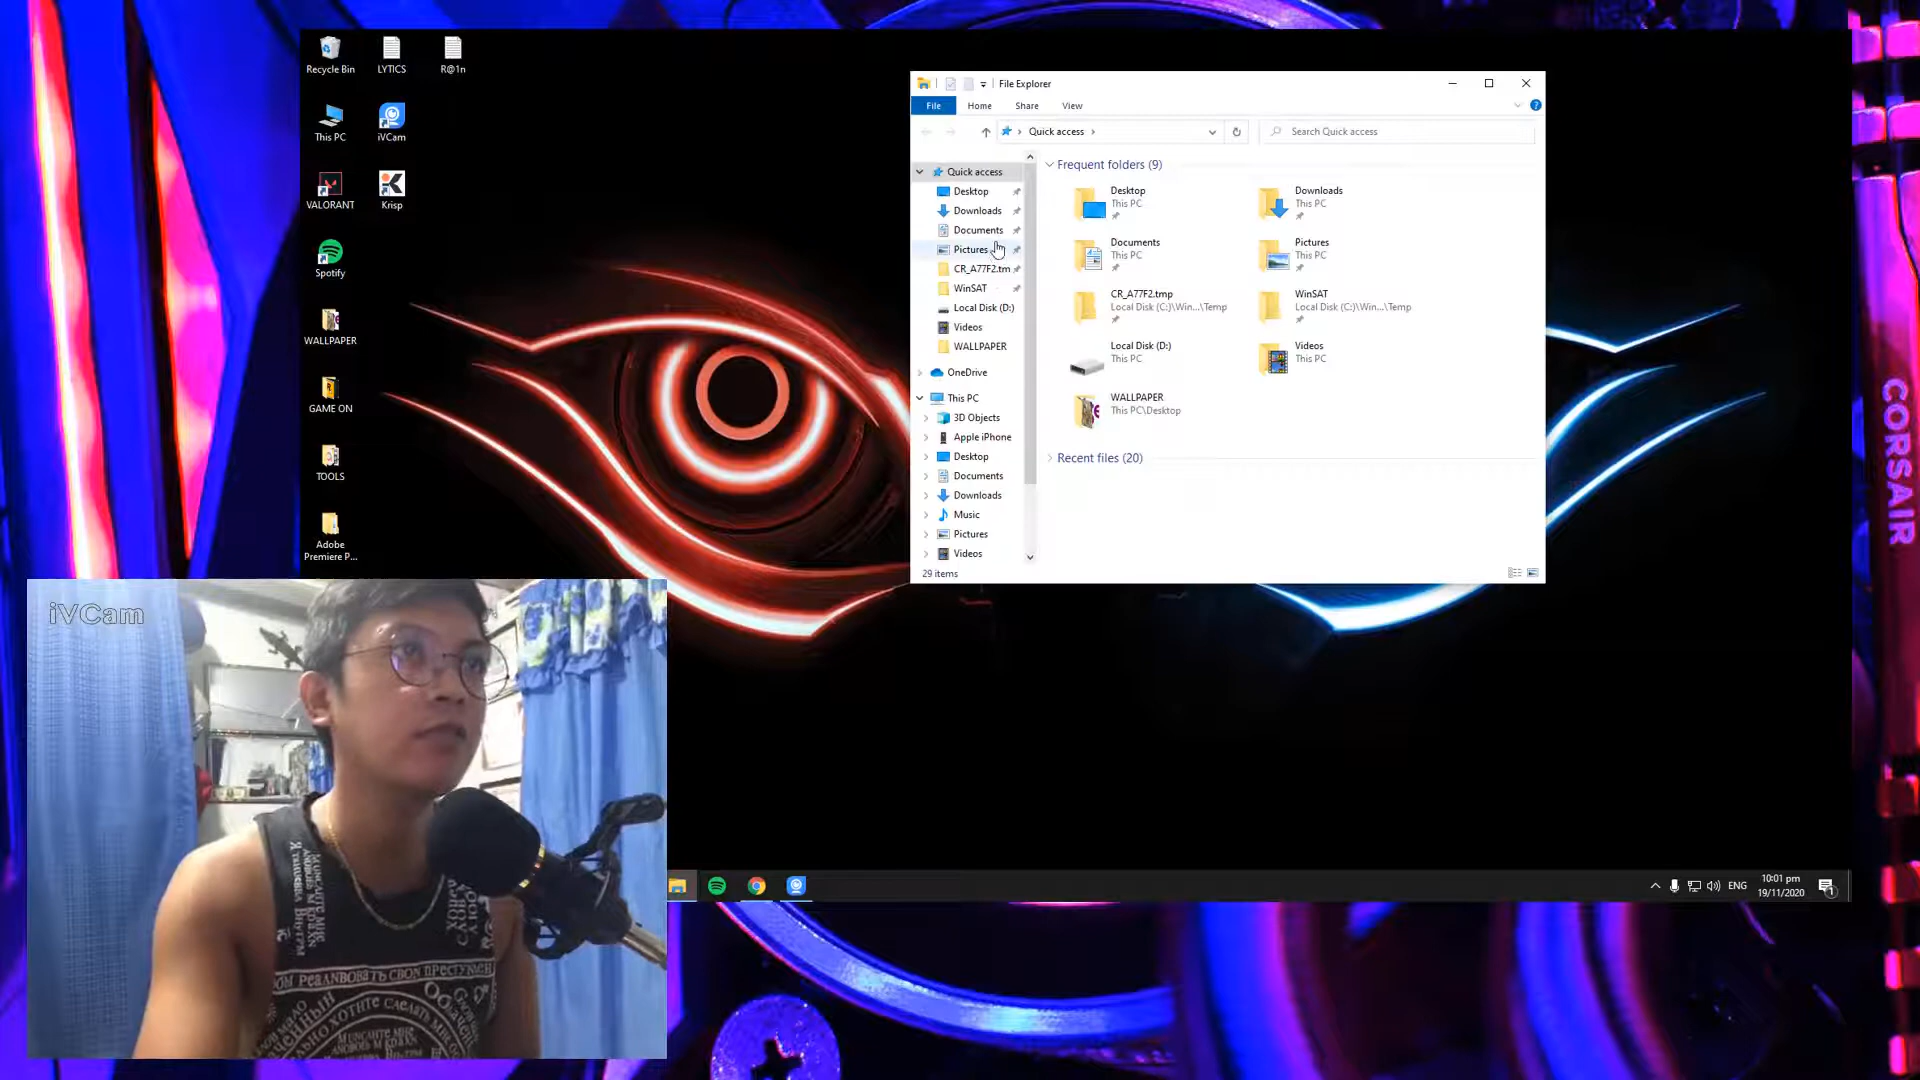 Recycle Bin
LYTICS
R@1n
This PC
iVCam
VALORANT
Krisp
Spotify
WALLPAPER
GAME ON
TOOLS
Adobe
Premiere P...
File Explorer
File
Home
Share
View
Quick access
Search Quick access
Quick access
Desktop
Downloads
Documents
Pictures
CR_A77F2.tm
WinSAT
Local Disk (D:)
Videos
WALLPAPER
OneDrive
This PC
3D Objects
Apple iPhone
Desktop
Documents
Downloads
Music
Pictures
Videos
29 items
Frequent folders (9)
Desktop
This PC
Downloads
This PC
Documents
This PC
Pictures
This PC
CR_A77F2.tmp
Local Disk (C:)\Win...\Temp
WinSAT
Local Disk (C:)\Win...\Temp
Local Disk (D:)
This PC
Videos
This PC
WALLPAPER
This PC\Desktop
Recent files (20)
CORSAIR
iVCam
ENG
10:01 pm
19/11/2020